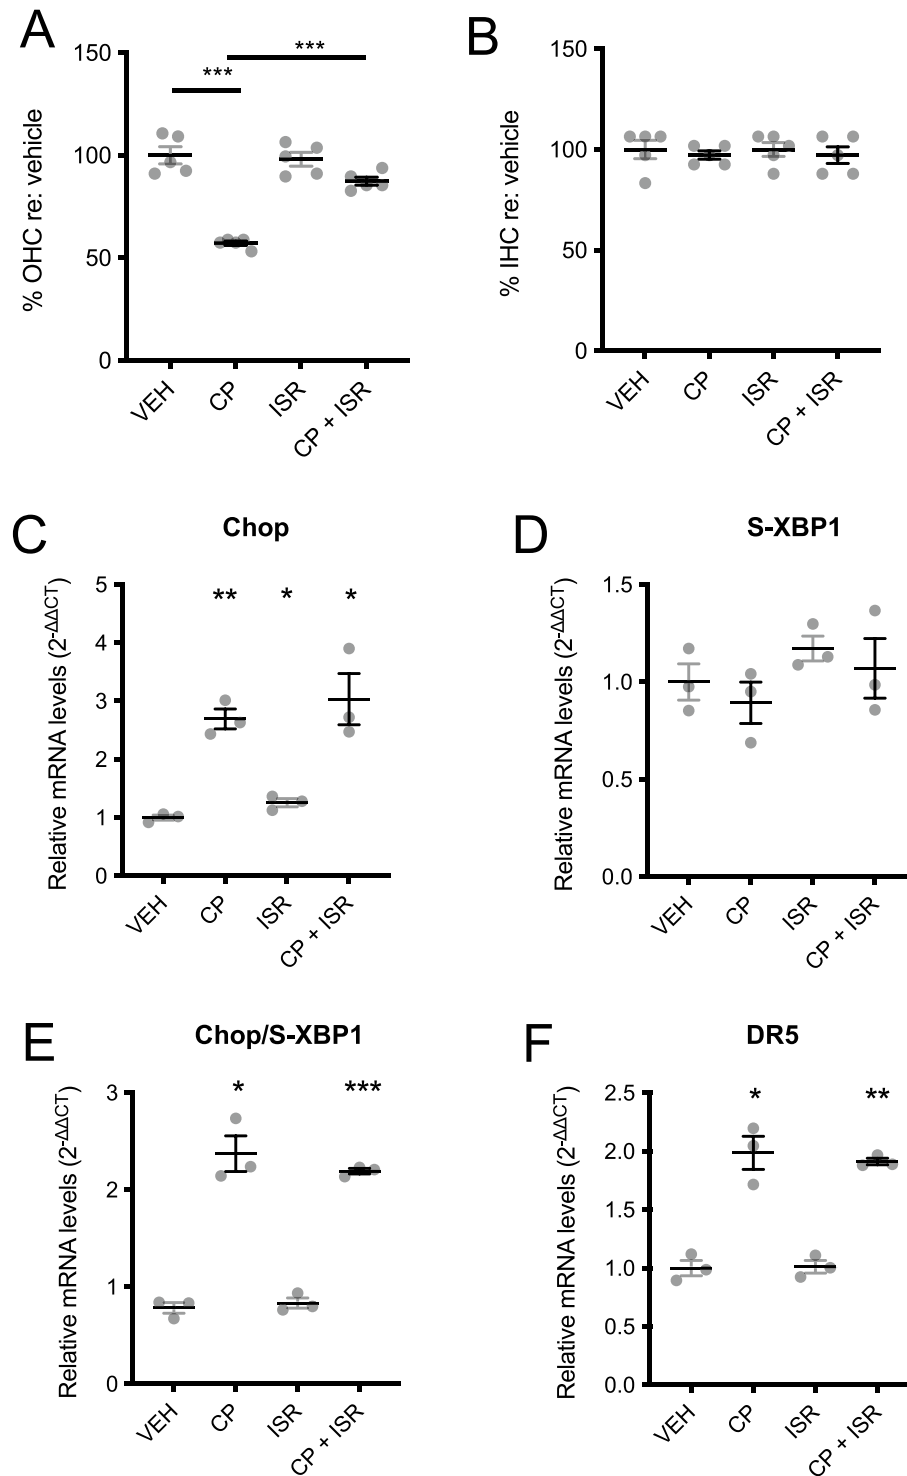 A
% OHC re: vehicle
150
100
50
0
***
***
VEH
CP
ISR
CP + ISR
B
% IHC re: vehicle
150
100
50
0
VEH
CP
ISR
CP + ISR
C
Chop
Relative mRNA levels (2-ΔΔCT)
5
4
3
2
1
0
**
*
*
VEH
CP
ISR
CP + ISR
D
S-XBP1
Relative mRNA levels (2-ΔΔCT)
1.5
1.0
0.5
0.0
VEH
CP
ISR
CP + ISR
E
Chop/S-XBP1
Relative mRNA levels (2-ΔΔCT)
3
2
1
0
*
***
VEH
CP
ISR
CP + ISR
F
DR5
Relative mRNA levels (2-ΔΔCT)
2.5
2.0
1.5
1.0
0.5
0.0
*
**
VEH
CP
ISR
CP + ISR